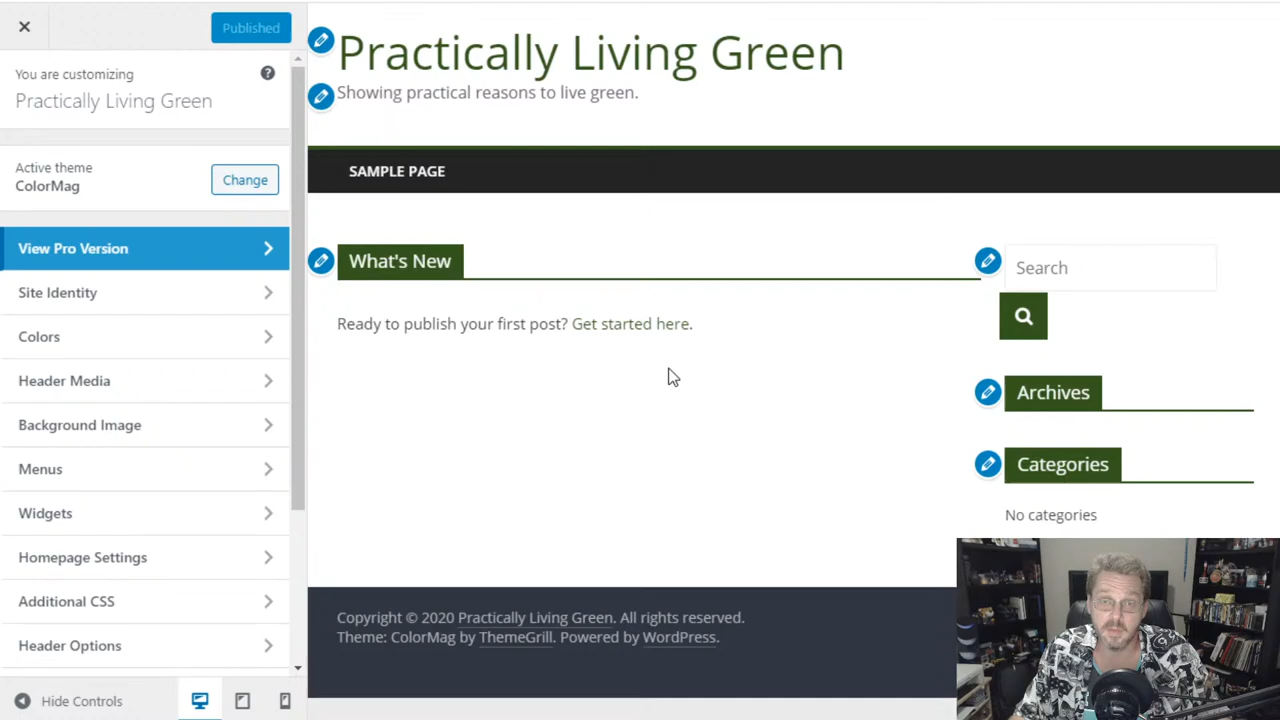 Published
You are customizing
Practically Living Green
Active theme
ColorMag
Change
View Pro Version
Site Identity
Colors
Header Media
Background Image
Menus
Widgets
Homepage Settings
Additional CSS
Header Options
Hide Controls
Practically Living Green
Showing practical reasons to live green.
SAMPLE PAGE
What's New
Ready to publish your first post? Get started here.
Search
Archives
Categories
No categories
Copyright © 2020 Practically Living Green. All rights reserved.
Theme: ColorMag by ThemeGrill. Powered by WordPress.